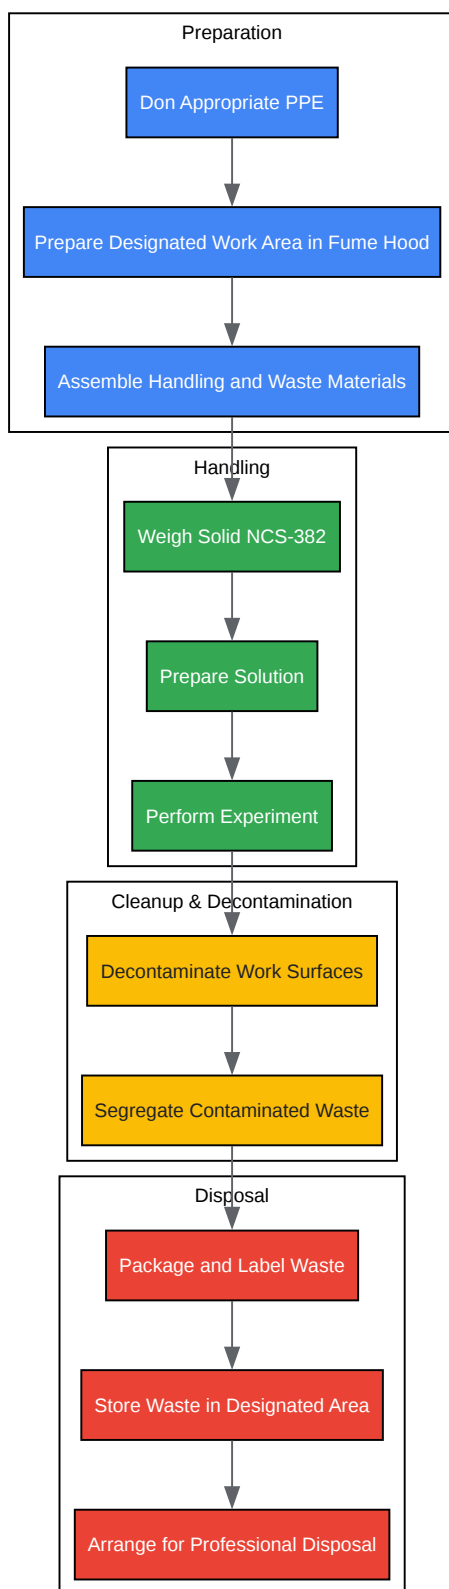 Preparation
Don Appropriate PPE
Prepare Designated Work Area in Fume Hood
Assemble Handling and Waste Materials
Handling
Weigh Solid NCS-382
Prepare Solution
Perform Experiment
Cleanup & Decontamination
Decontaminate Work Surfaces
Segregate Contaminated Waste
Disposal
Package and Label Waste
Store Waste in Designated Area
Arrange for Professional Disposal